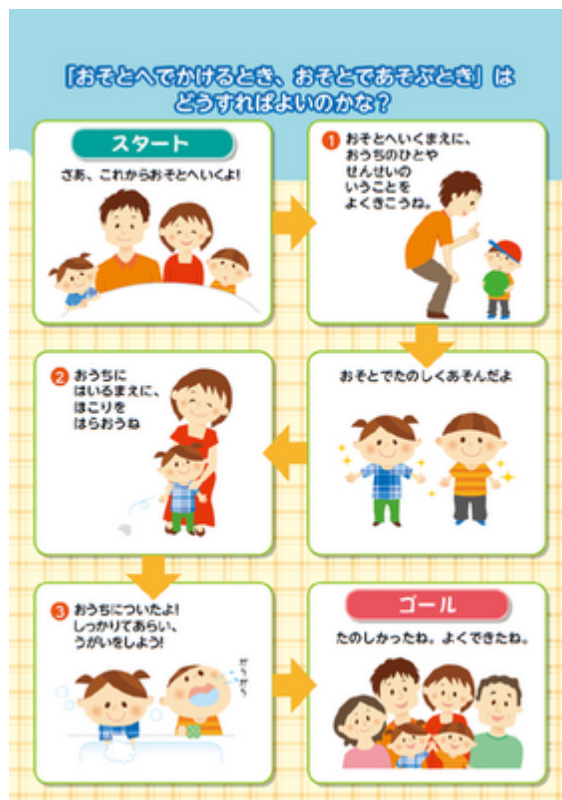 「おそとへでかけるとき、おそとであそぶとき」は
どうすればよいのかな？
スタート
さあ、これからおそとへいくよ!
1 おそとへいくまえに、
おうちのひとや
せんせいの
いうことを
よくきこうね。
おそとでたのしくあそんだよ
2 おうちに
はいるまえに、
ほこりを
はらおうね
3 おうちについたよ!
しっかりてあらい、
うがいをしよう!
がらがら
ゴール
たのしかったね。よくできたね。